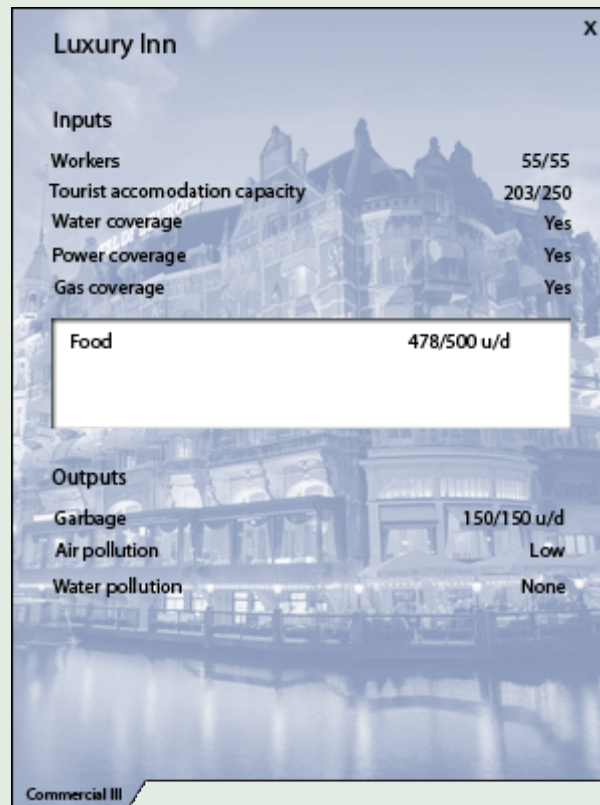 X
Luxury Inn
Inputs
Workers 55/55
Tourist accomodation capacity 203/250
Water coverage Yes
Power coverage Yes
Gas coverage Yes
Food 478/500 u/d
Outputs
Garbage 150/150 u/d
Air pollution Low
Water pollution None
Commercial III